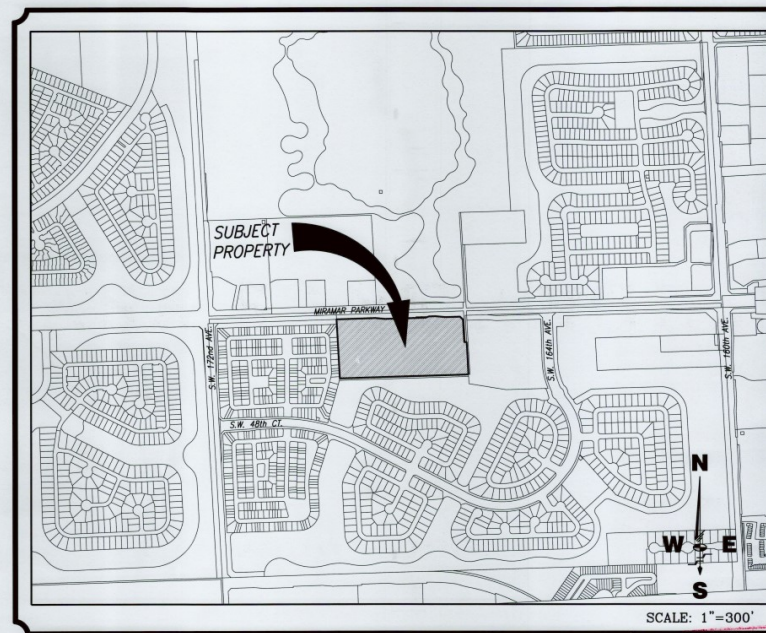 SUBJECT
PROPERTY
MIRAMAR PARKWAY
S.W. 172nd AVE.
S.W. 164th AVE.
S.W. 160th AVE.
S.W. 48th CT.
N
W E
S
SCALE: 1"=300'